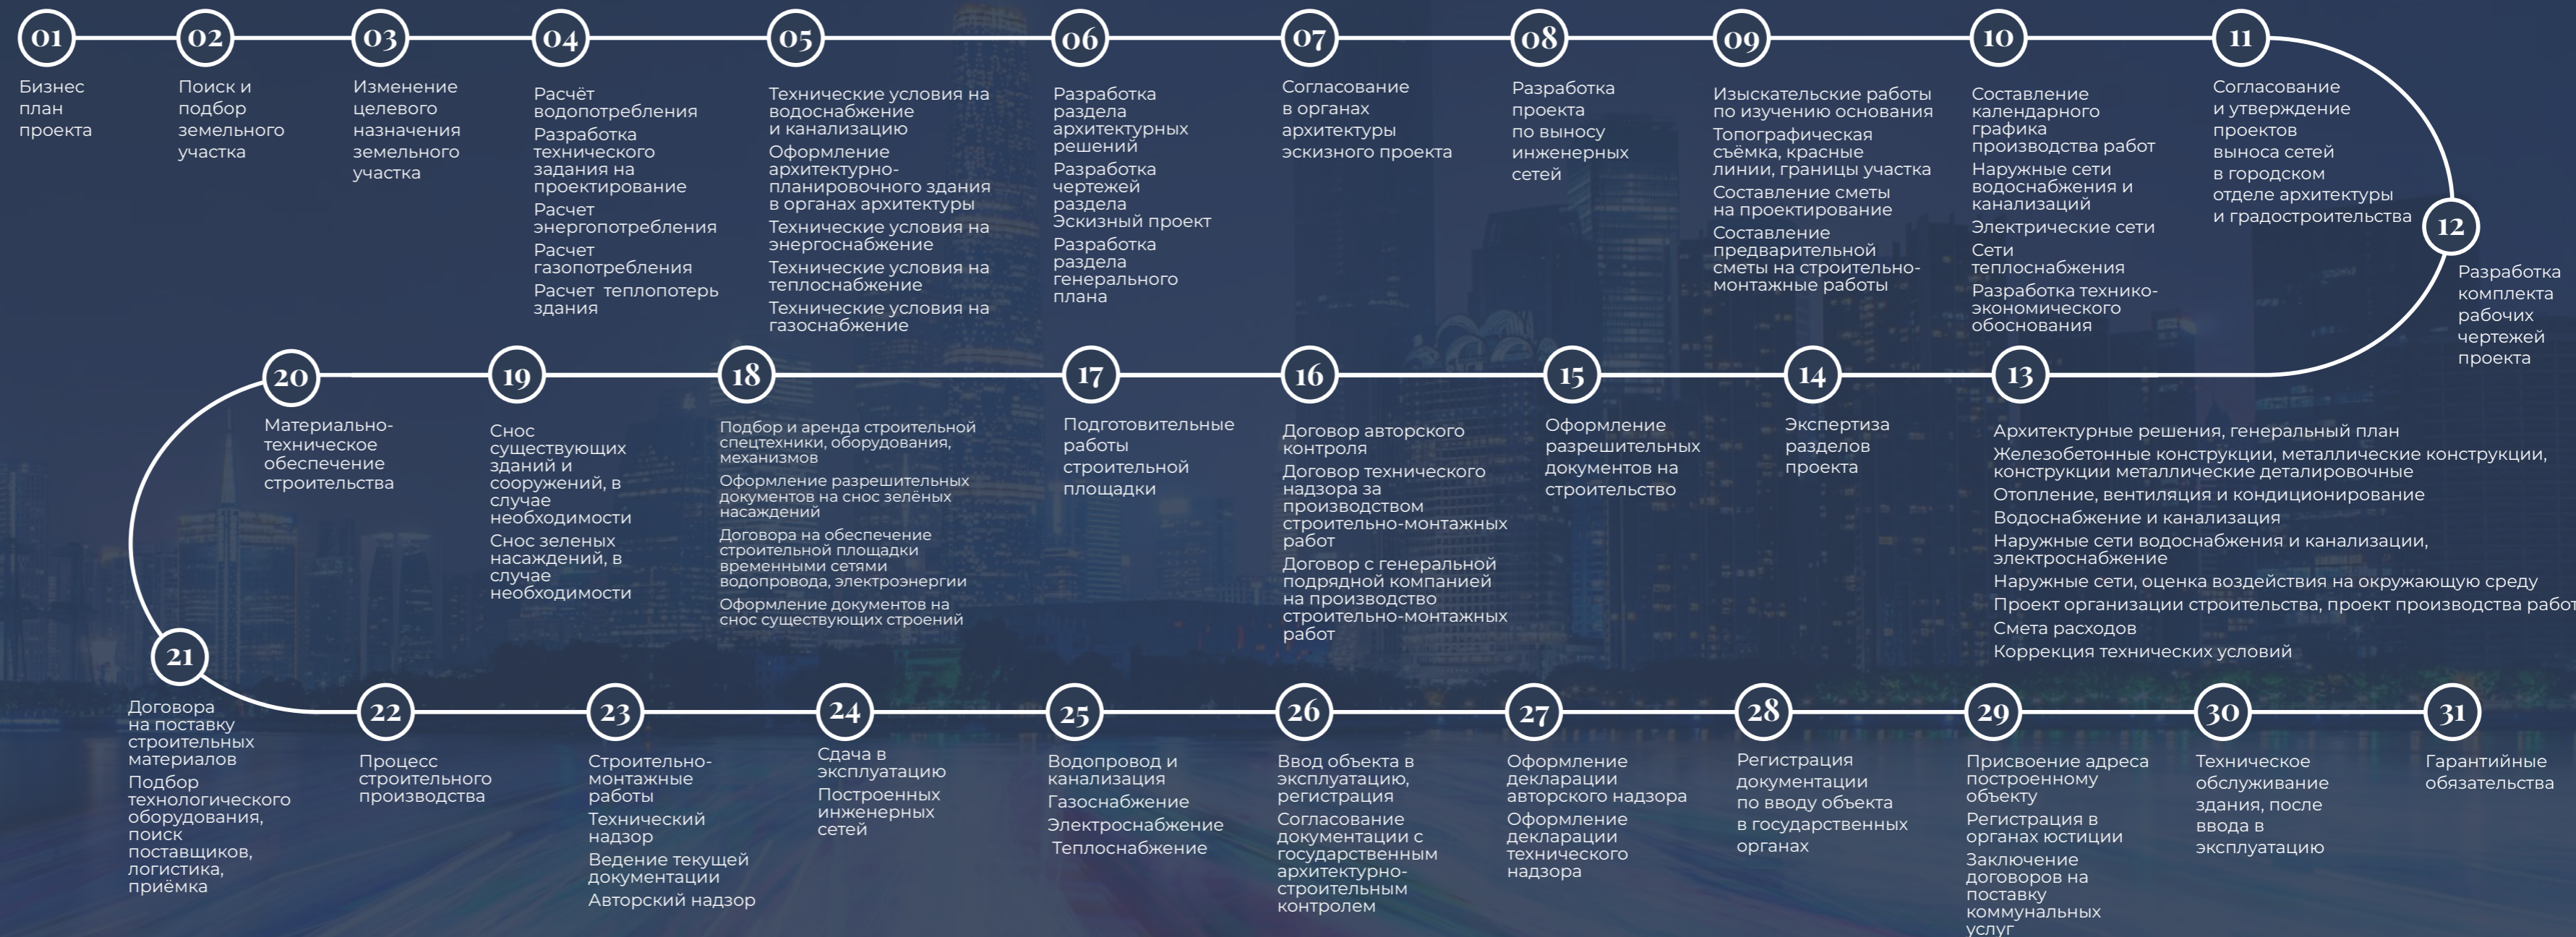 01
Бизнес
план
проекта
02
Поиск и
подбор
земельного
участка
03
Изменение
целевого
назначения
земельного
участка
04
Расчёт
водопотребления
Разработка
технического
задания на
проектирование
Расчет
энергопотребления
Расчет
газопотребления
Расчет теплопотерь
здания
05
Технические условия на
водоснабжение
и канализацию
Оформление
архитектурно-
планировочного здания
в органах архитектуры
Технические условия на
энергоснабжение
Технические условия на
теплоснабжение
Технические условия на
газоснабжение
06
Разработка
раздела
архитектурных
решений
Разработка
чертежей
раздела
Эскизный проект
Разработка
раздела
генерального
плана
07
Согласование
в органах
архитектуры
эскизного проекта
08
Разработка
проекта
по выносу
инженерных
сетей
09
Изыскательские работы
по изучению основания
Топографическая
съёмка, красные
линии, границы участка
Составление сметы
на проектирование
Составление
предварительной
сметы на строительно-
монтажные работы
10
Составление
календарного
графика
производства работ
Наружные сети
водоснабжения и
канализаций
Электрические сети
Сети
теплоснабжения
Разработка технико-
экономического
обоснования
11
Согласование
и утверждение
проектов
выноса сетей
в городском
отделе архитектуры
и градостроительства
12
Разработка
комплекта
рабочих
чертежей
проекта
13
Архитектурные решения, генеральный план
Железобетонные конструкции, металлические конструкции,
конструкции металлические деталировочные
Отопление, вентиляция и кондиционирование
Водоснабжение и канализация
Наружные сети водоснабжения и канализации,
электроснабжение
Наружные сети, оценка воздействия на окружающую среду
Проект организации строительства, проект производства работ
Смета расходов
Коррекция технических условий
14
Экспертиза
разделов
проекта
15
Оформление
разрешительных
документов на
строительство
16
Договор авторского
контроля
Договор технического
надзора за
производством
строительно-монтажных
работ
Договор с генеральной
подрядной компанией
на производство
строительно-монтажных
работ
17
Подготовительные
работы
строительной
площадки
18
Подбор и аренда строительной
спецтехники, оборудования,
механизмов
Оформление разрешительных
документов на снос зелёных
насаждений
Договора на обеспечение
строительной площадки
временными сетями
водопровода, электроэнергии
Оформление документов на
снос существующих строений
19
Снос
существующих
зданий и
сооружений, в
случае
необходимости
Снос зеленых
насаждений, в
случае
необходимости
20
Материально-
техническое
обеспечение
строительства
21
Договора
на поставку
строительных
материалов
Подбор
технологического
оборудования,
поиск
поставщиков,
логистика,
приёмка
22
Процесс
строительного
производства
23
Строительно-
монтажные
работы
Технический
надзор
Ведение текущей
документации
Авторский надзор
24
Сдача в
эксплуатацию
Построенных
инженерных
сетей
25
Водопровод и
канализация
Газоснабжение
Электроснабжение
Теплоснабжение
26
Ввод объекта в
эксплуатацию,
регистрация
Согласование
документации с
государственным
архитектурно-
строительным
контролем
27
Оформление
декларации
авторского надзора
Оформление
декларации
технического
надзора
28
Регистрация
документации
по вводу объекта
в государственных
органах
29
Присвоение адреса
построенному
объекту
Регистрация в
органах юстиции
Заключение
договоров на
поставку
коммунальных
услуг
30
Техническое
обслуживание
здания, после
ввода в
эксплуатацию
31
Гарантийные
обязательства